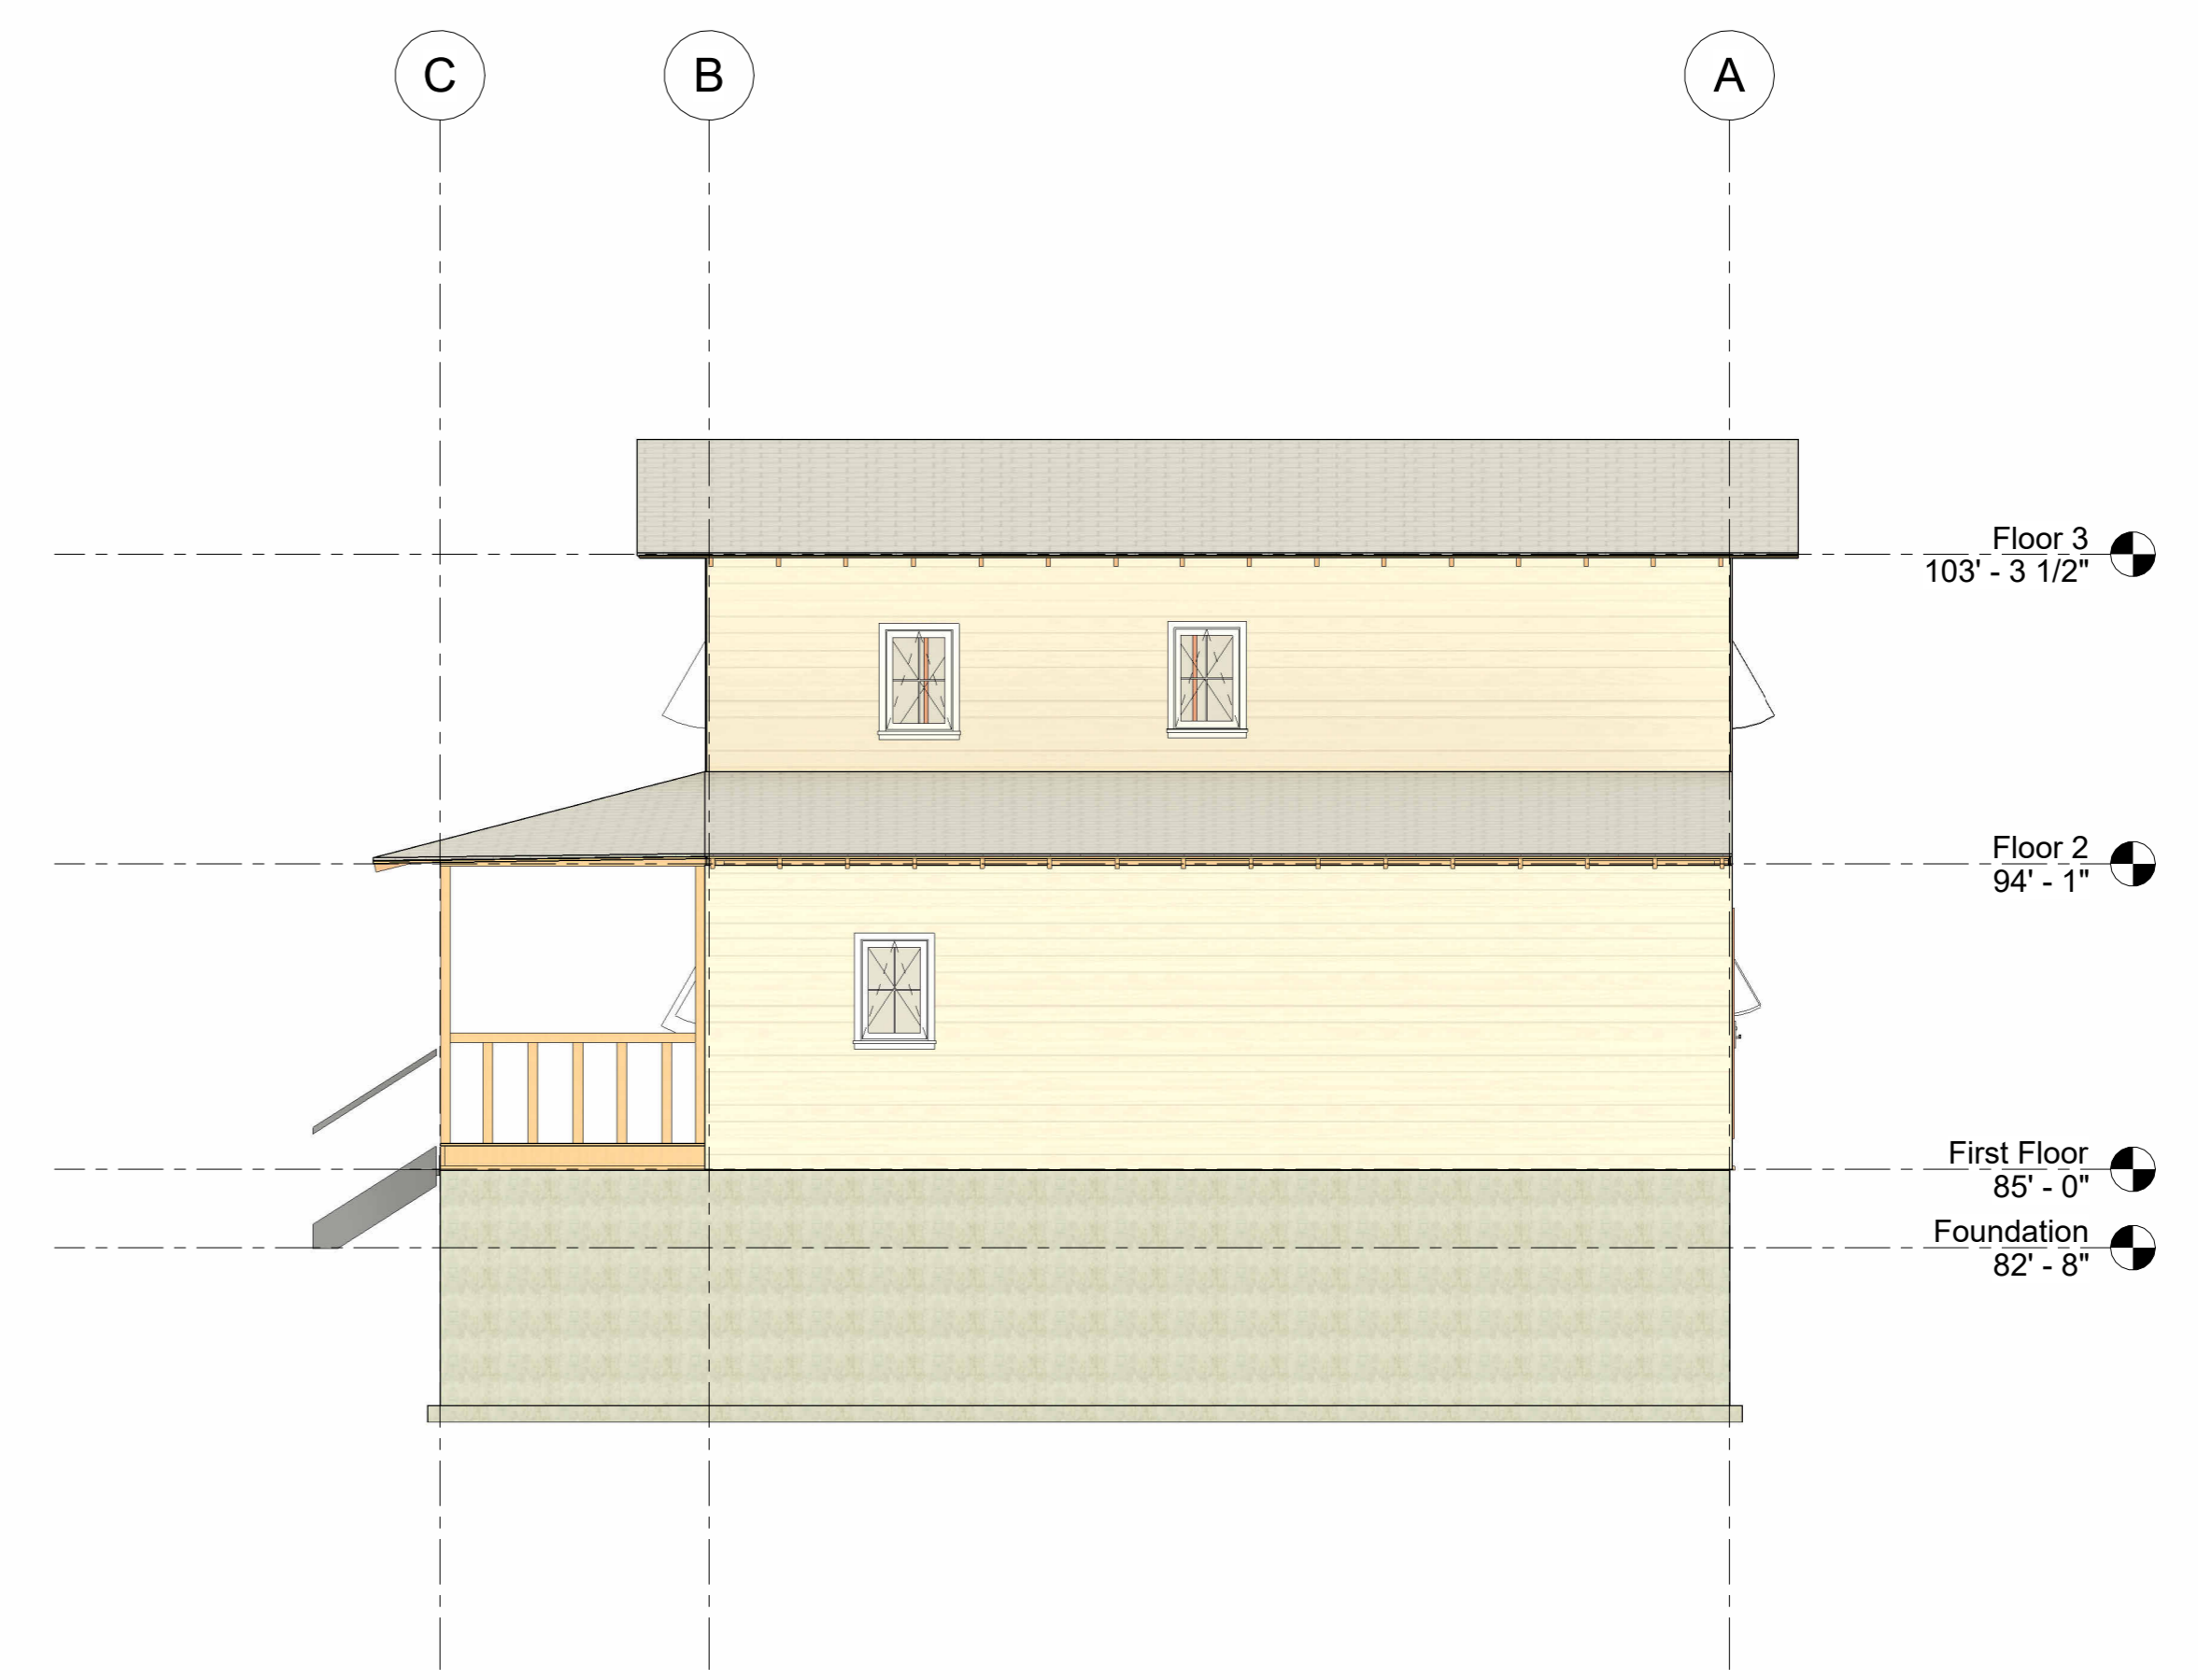 C B A
Floor 3
103' - 3 1/2"
Floor 2
94' - 1"
First Floor
85' - 0"
Foundation
82' - 8"